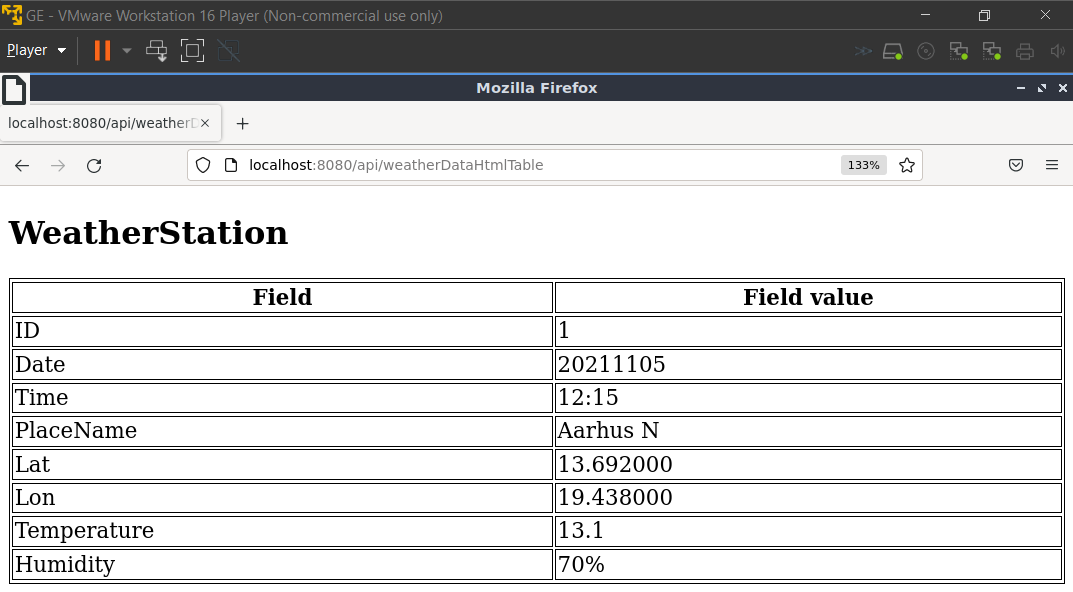 GE - VMware Workstation 16 Player (Non-commercial use only)
Player
Mozilla Firefox
localhost:8080/api/weatherD
localhost:8080/api/weatherDataHtmlTable 133%
WeatherStation
Field Field value
ID 1
Date 20211105
Time 12:15
PlaceName Aarhus N
Lat 13.692000
Lon 19.438000
Temperature 13.1
Humidity 70%